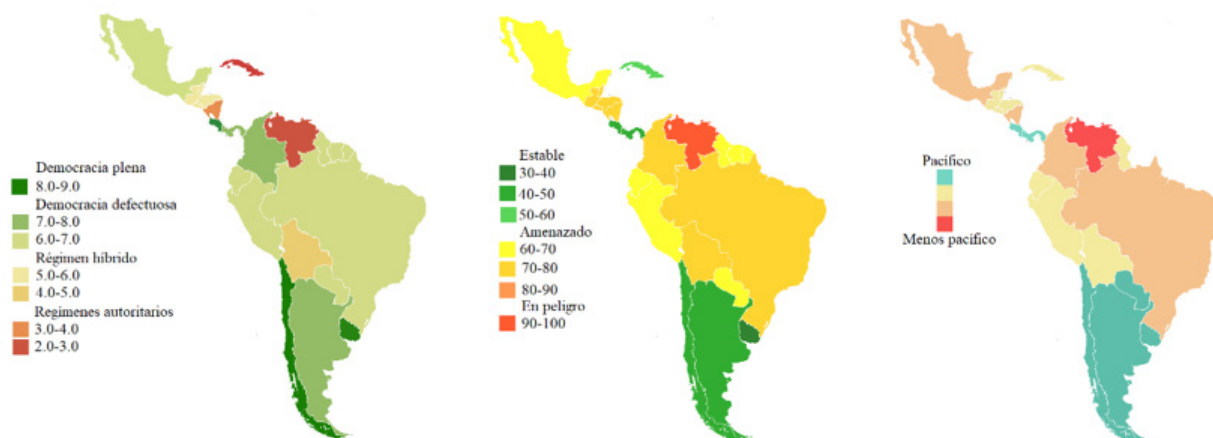 Democracia plena
8.0-9.0
Democracia defectuosa
7.0-8.0
6.0-7.0
Régimen híbrido
5.0-6.0
4.0-5.0
Regimenes autoritarios
3.0-4.0
2.0-3.0
Estable
30-40
40-50
50-60
Amenazado
60-70
70-80
80-90
En peligro
90-100
Pacífico
Menos pacífico